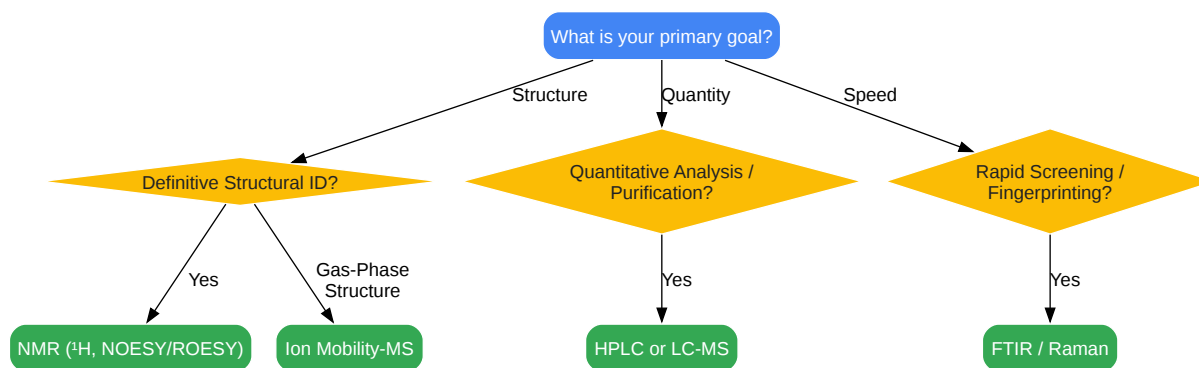 What is your primary goal?
Structure
Quantity
Speed
Definitive Structural ID?
Quantitative Analysis /
Purification?
Rapid Screening /
Fingerprinting?
Yes
Gas-Phase
Structure
Yes
Yes
NMR (¹H, NOESY/ROESY)
Ion Mobility-MS
HPLC or LC-MS
FTIR / Raman